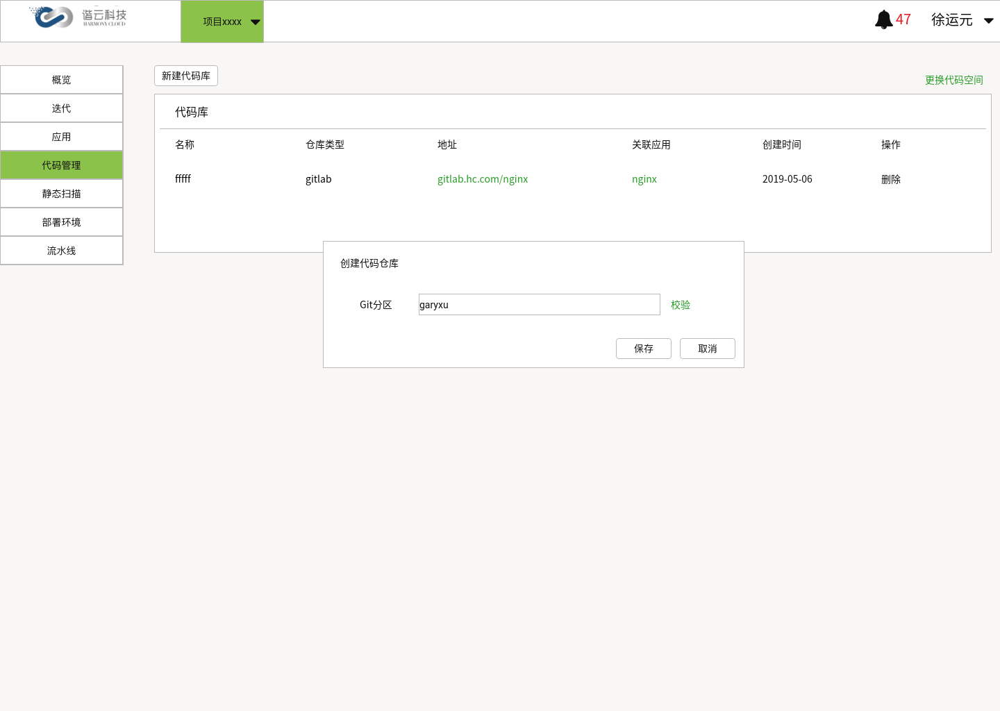 谐云科技
HARMONY CLOUD
项目xxxx
47
徐运元
概览
迭代
应用
代码管理
静态扫描
部署环境
流水线
新建代码库
更换代码空间
代码库
名称 仓库类型 地址 关联应用 创建时间 操作
fffff gitlab gitlab.hc.com/nginx nginx 2019-05-06 删除
创建代码仓库
Git分区 garyxu 校验
保存 取消